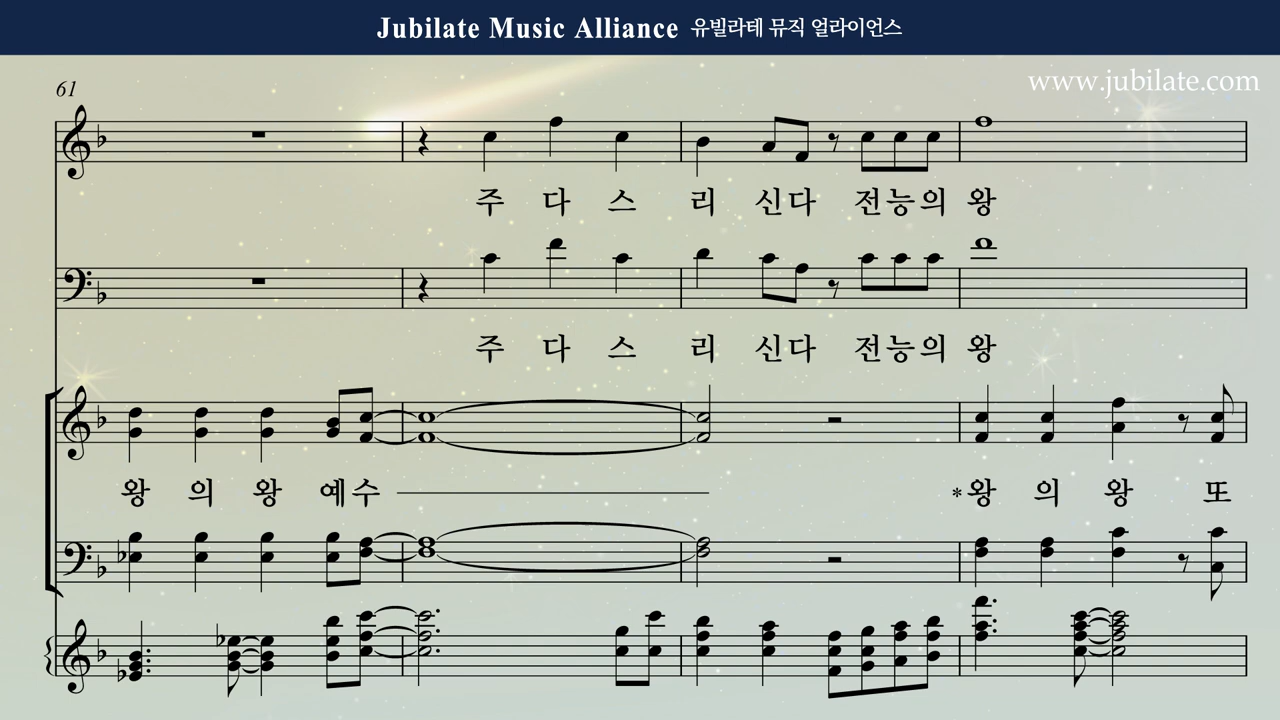 Jubilate Music Alliance 유빌라테 뮤직 얼라이언스
www.jubilate.com
61
주 다 스 리 신다 전능의 왕
주 다 스 리 신다 전능의 왕
왕 의 왕 예수 *왕 의 왕 또